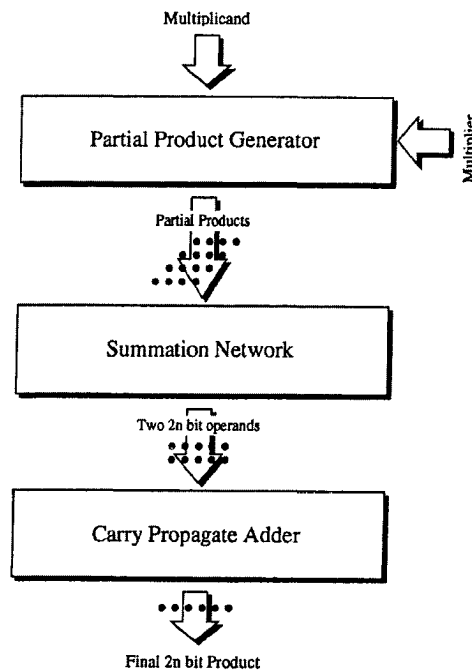 Multiplicand
Partial Product Generator
Multiplier
Partial Products
Summation Network
Two 2n bit operands
Carry Propagate Adder
Final 2n bit Product